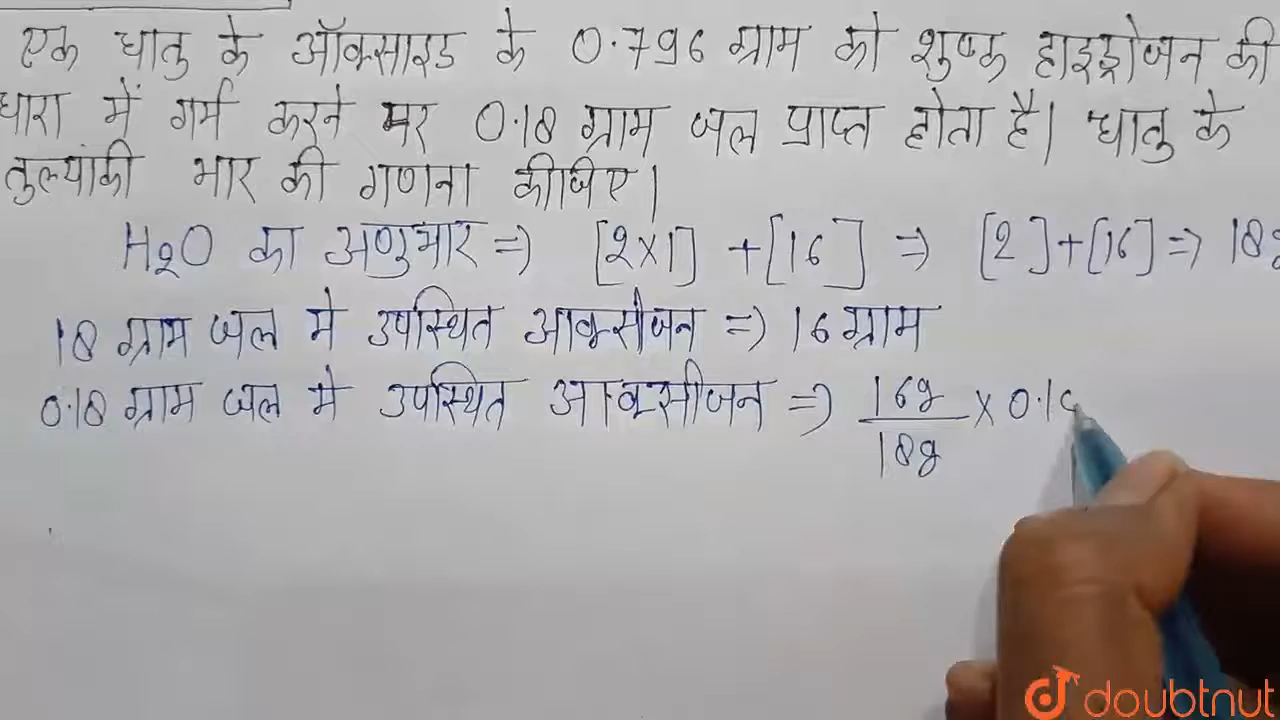 एक धातु के ऑक्साइड के 0.796 ग्राम को शुष्क हाइड्रोजन की
धारा में गर्म करने पर 0.18 ग्राम जल प्राप्त होता है। धातु के
तुल्यांकी भार की गणना कीजिए।
H₂O का अणुभार ⇒ [2×1] + [16] ⇒ [2]+[16] ⇒ 18g
18 ग्राम जल मे उपस्थित आक्सीजन ⇒ 16 ग्राम
0.18 ग्राम जल मे उपस्थित आक्सीजन ⇒ 16g/18g × 0.1
doubtnut